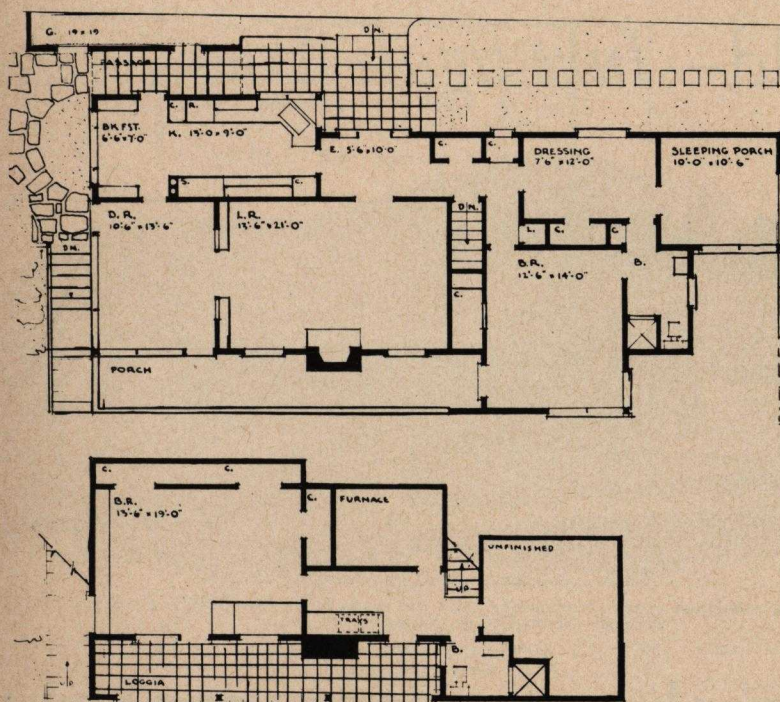 G. 19 x 19
DN.
PASSAGE
C. R.
BKFST.
6'-6" x 7'-0"
K. 13'-0 x 9'-0"
E. 5'-6" x 10'-0"
C.
C.
DRESSING
7'6" x 12'-0"
SLEEPING PORCH
10'-0" x 10'-6"
S.
C.
D.R.
10'-6" x 13'-6"
L.R.
13'-6" x 21'-0"
DN.
L.
C.
C.
DN.
B.R.
12'-6" x 14'-0"
B.
C.
PORCH
C.
C.
B.R.
13'-6" x 19'-0"
C.
FURNACE
UNFINISHED
UP
TRAYS
B.
LOGGIA
UP